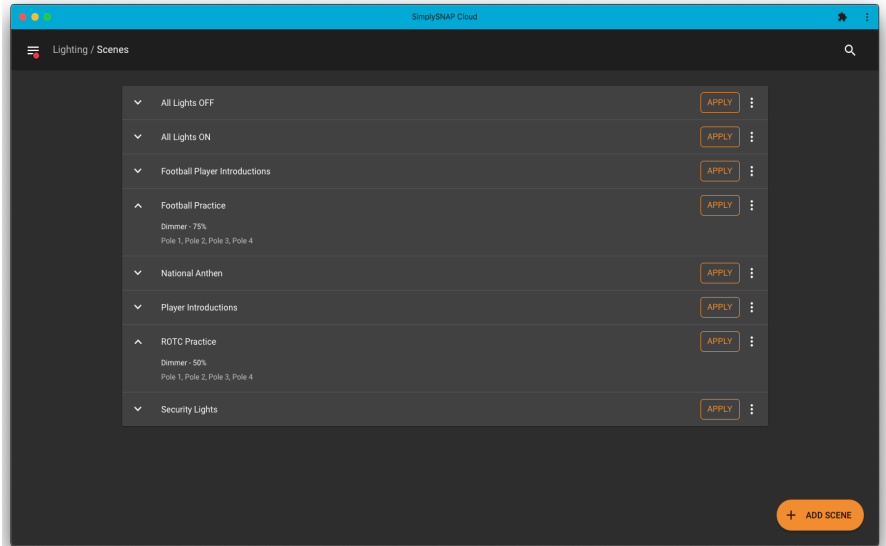 SimplySNAP Cloud
Lighting / Scenes
All Lights OFF APPLY
All Lights ON APPLY
Football Player Introductions APPLY
Football Practice APPLY
Dimmer - 75%
Pole 1, Pole 2, Pole 3, Pole 4
National Anthen APPLY
Player Introductions APPLY
ROTC Practice APPLY
Dimmer - 50%
Pole 1, Pole 2, Pole 3, Pole 4
Security Lights APPLY
+ ADD SCENE